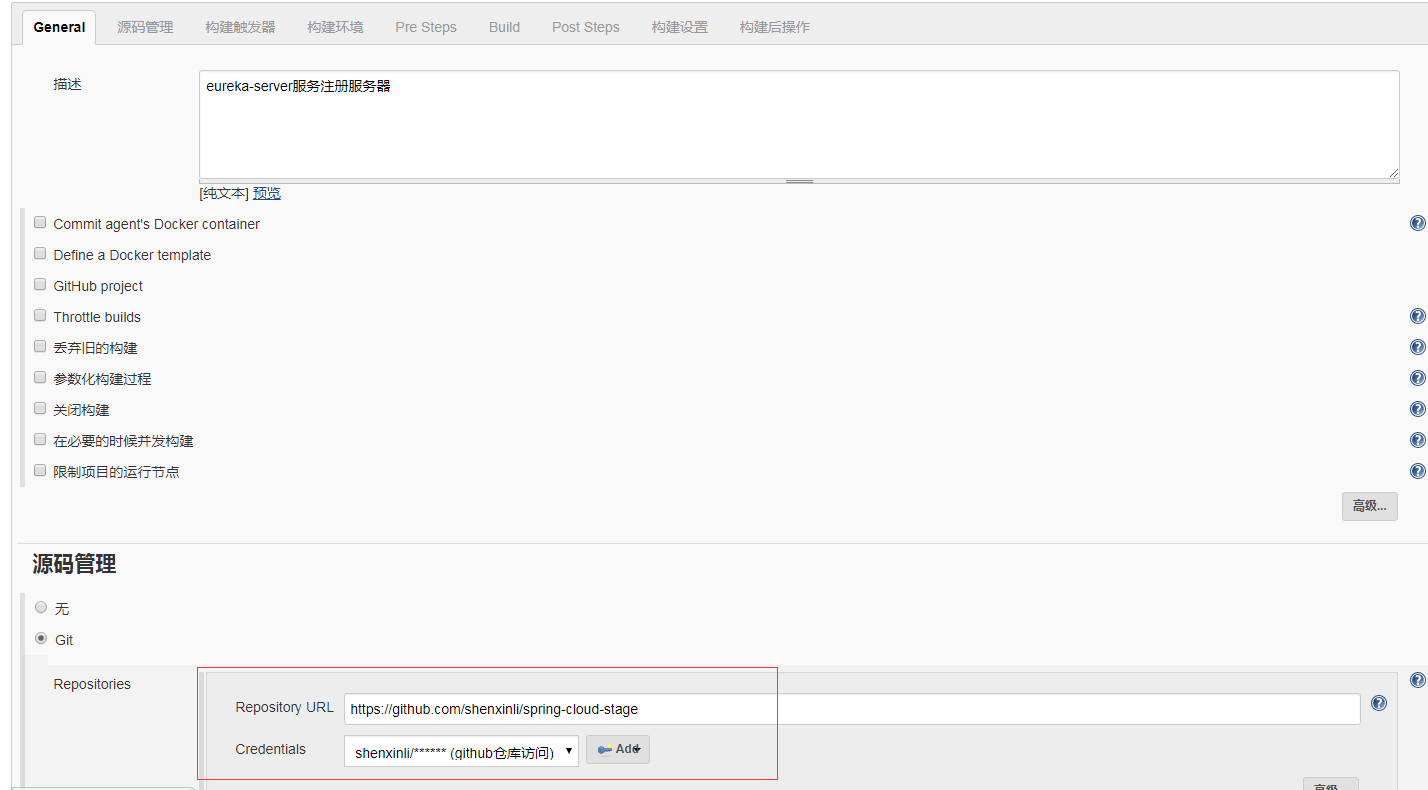 General 源码管理 构建触发器 构建环境 Pre Steps Build Post Steps 构建设置 构建后操作
描述
eureka-server服务注册服务器
[纯文本] 预览
Commit agent's Docker container
Define a Docker template
GitHub project
Throttle builds
丢弃旧的构建
参数化构建过程
关闭构建
在必要的时候并发构建
限制项目的运行节点
高级...
源码管理
无
Git
Repositories
Repository URL https://github.com/shenxinli/spring-cloud-stage
Credentials shenxinli/****** (github仓库访问) Add
高级...